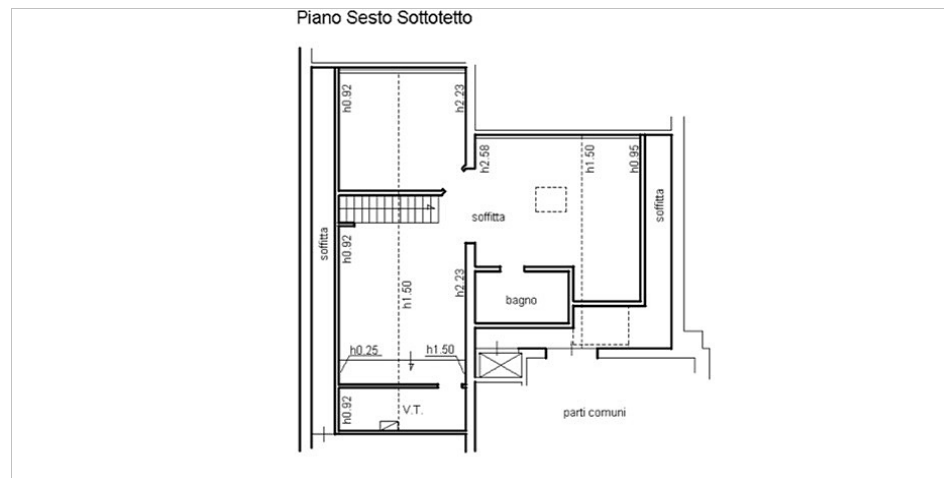 Piano Sesto Sottotetto
h0.92
h2.23
h2.58
h1.50
h0.95
soffitta
soffitta
soffitta
h0.92
h1.50
h2.23
bagno
h0.25
h1.50
h0.92
V.T.
parti comuni